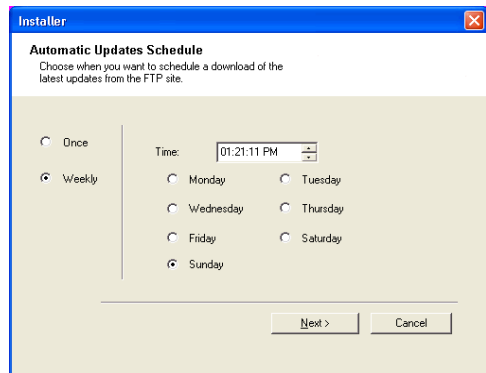 Installer
Automatic Updates Schedule
Choose when you want to schedule a download of the
latest updates from the FTP site.
Once
Weekly
Time: 01:21:11 PM
Monday Tuesday
Wednesday Thursday
Friday Saturday
Sunday
Next > Cancel